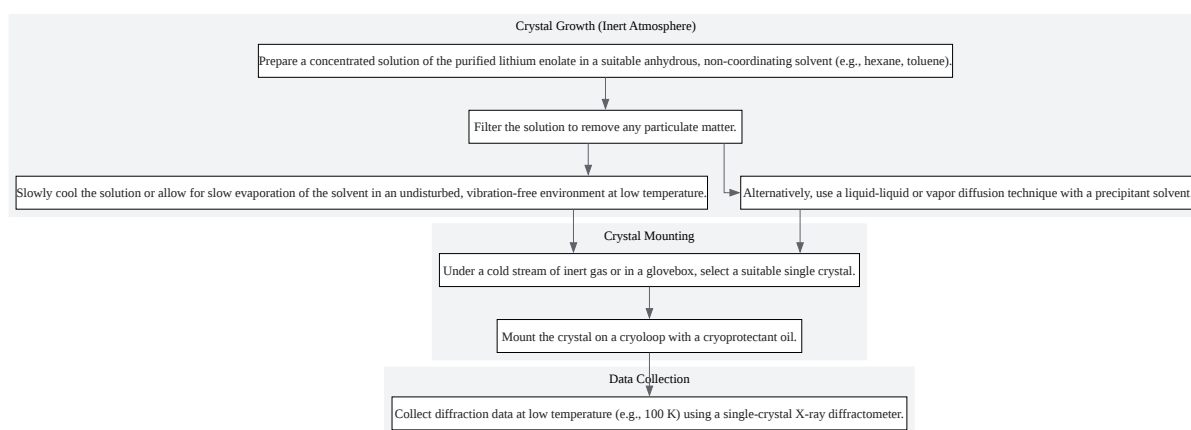 Crystal Growth (Inert Atmosphere)
Prepare a concentrated solution of the purified lithium enolate in a suitable anhydrous, non-coordinating solvent (e.g., hexane, toluene).
Filter the solution to remove any particulate matter.
Slowly cool the solution or allow for slow evaporation of the solvent in an undisturbed, vibration-free environment at low temperature.
Alternatively, use a liquid-liquid or vapor diffusion technique with a precipitant solvent.
Crystal Mounting
Under a cold stream of inert gas or in a glovebox, select a suitable single crystal.
Mount the crystal on a cryoloop with a cryoprotectant oil.
Data Collection
Collect diffraction data at low temperature (e.g., 100 K) using a single-crystal X-ray diffractometer.